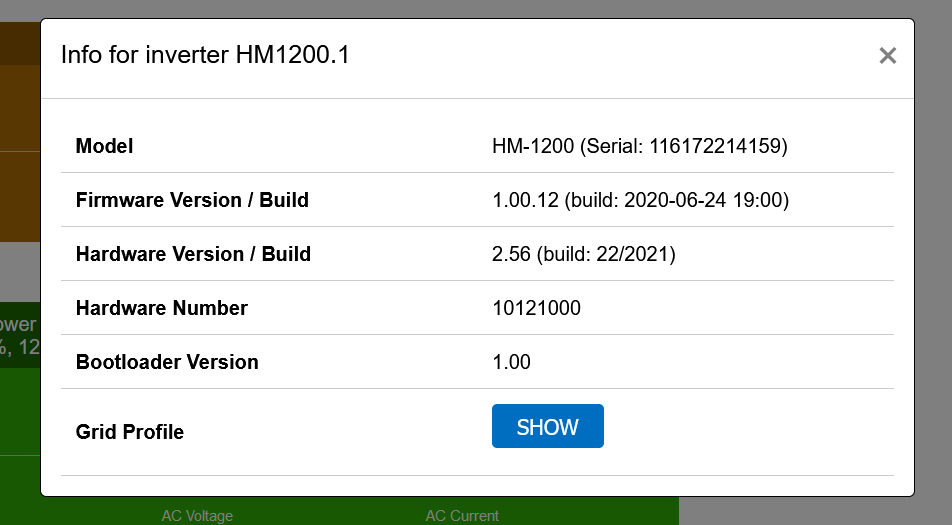 Info for inverter HM1200.1
×
Model HM-1200 (Serial: 116172214159)
Firmware Version / Build 1.00.12 (build: 2020-06-24 19:00)
Hardware Version / Build 2.56 (build: 22/2021)
Hardware Number 10121000
ower
%, 12
Bootloader Version 1.00
Grid Profile SHOW
AC Voltage AC Current